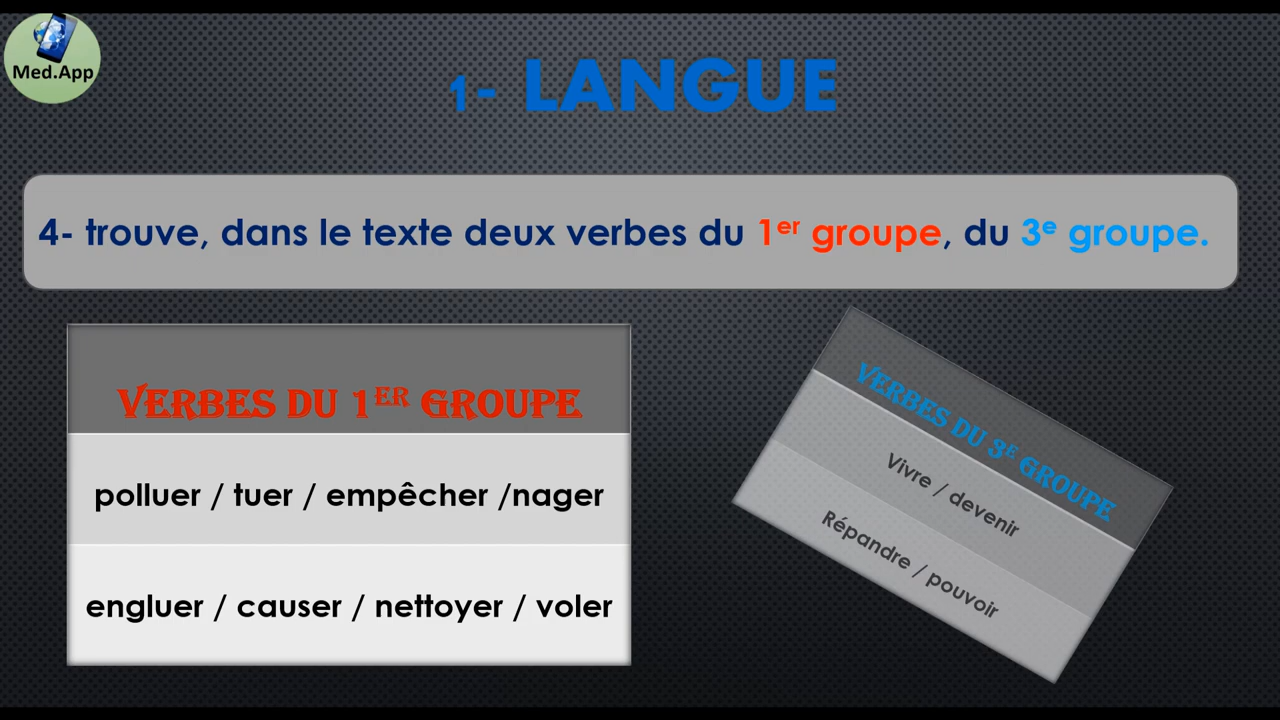 Med.App
1- LANGUE
4- trouve, dans le texte deux verbes du 1er groupe, du 3e groupe.
VERBES DU 1ER GROUPE
polluer / tuer / empêcher /nager
engluer / causer / nettoyer / voler
VERBES DU 3E GROUPE
Vivre / devenir
Répandre / pouvoir